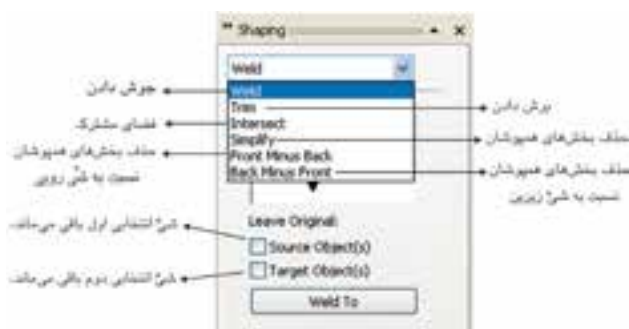 Shaping
Weld
Weld
Trim
Intersect
Simplify
Front Minus Back
Back Minus Front
Leave Original:
Source Object(s)
Target Object(s)
Weld To
جوش دادن
فضای مشترک
حذف بخش‌های همپوشان
نسبت به شئ رویی
شئ انتخابی اول باقی می‌ماند.
شئ انتخابی دوم باقی می‌ماند.
برش دادن
حذف بخش‌های همپوشان
حذف بخش‌های همپوشان
نسبت به شئ زیرین